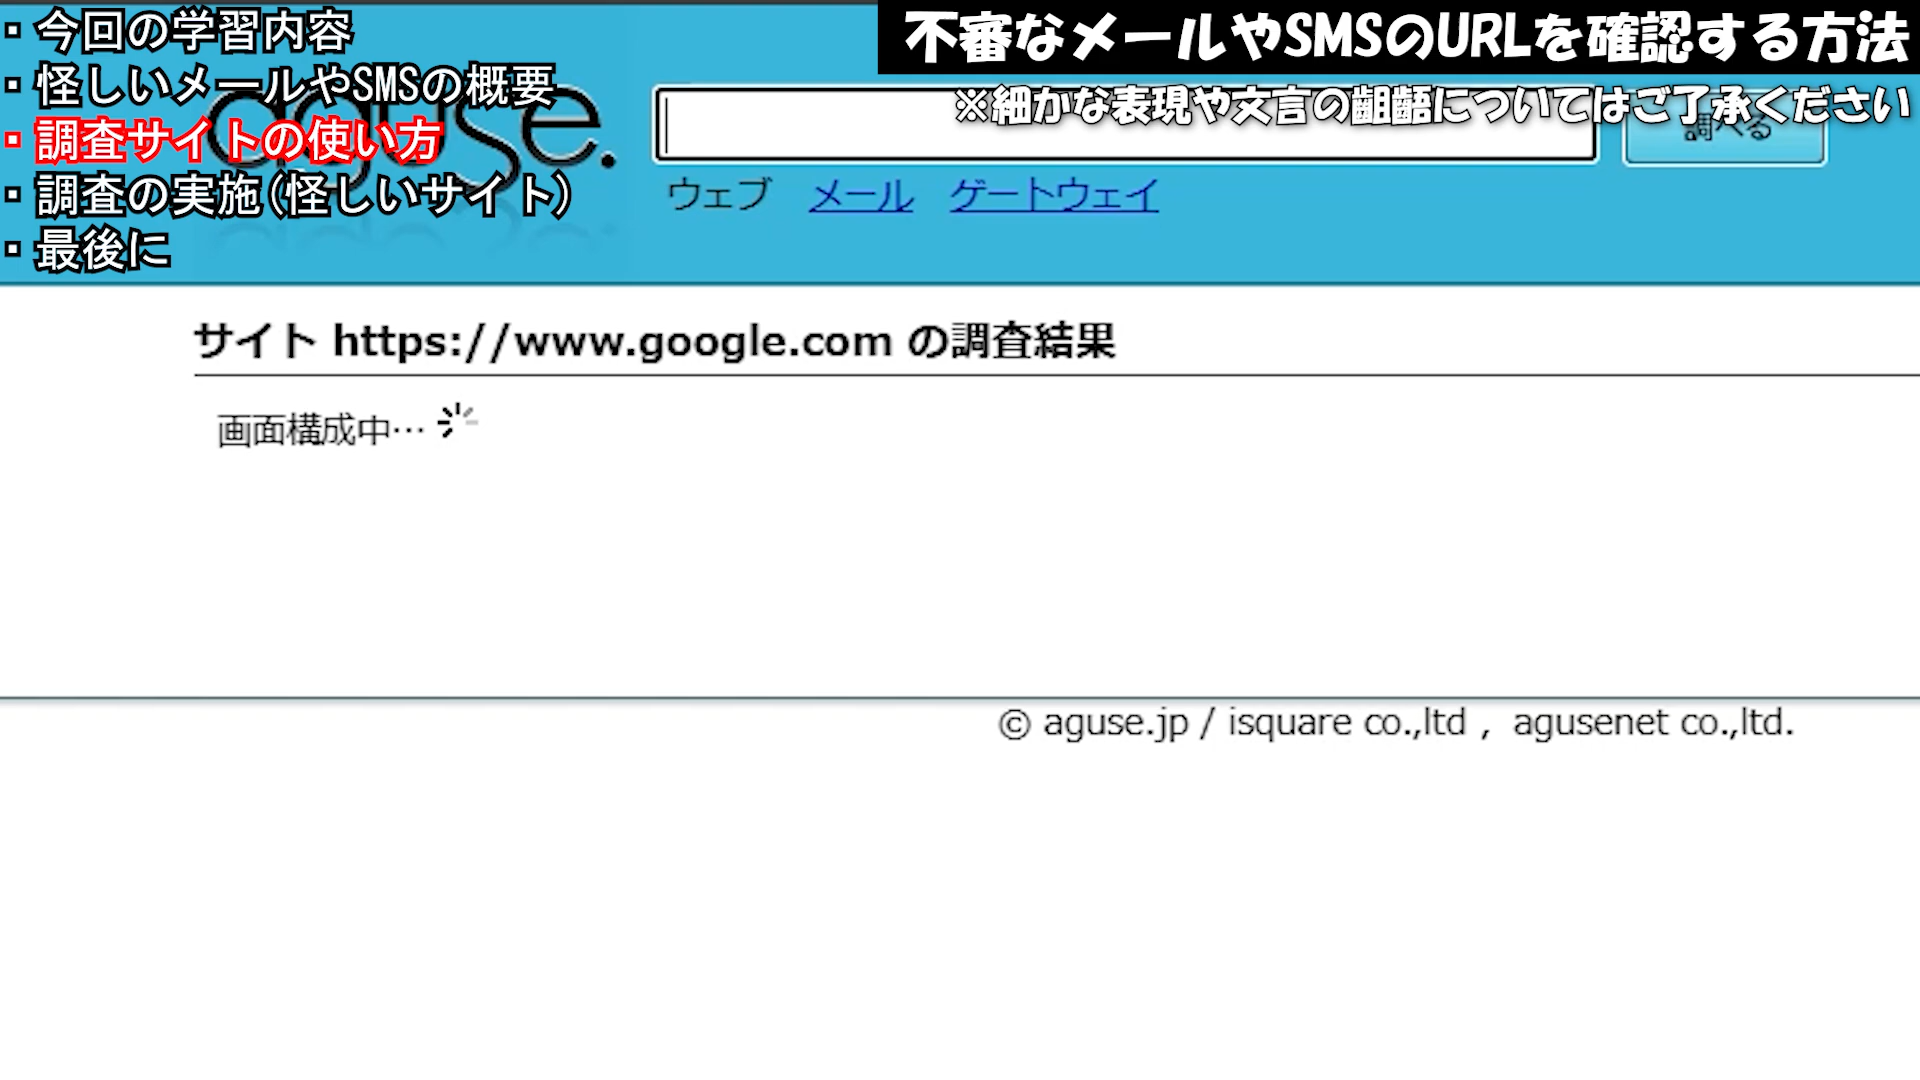 ・今回の学習内容
・怪しいメールやSMSの概要
・調査サイトの使い方
・調査の実施(怪しいサイト)
・最後に
不審なメールやSMSのURLを確認する方法
※細かな表現や文言の齟齬についてはご了承ください
aguse.
調べる
ウェブ メール ゲートウェイ
サイト https://www.google.com の調査結果
画面構成中…
© aguse.jp / isquare co.,ltd , agusenet co.,ltd.